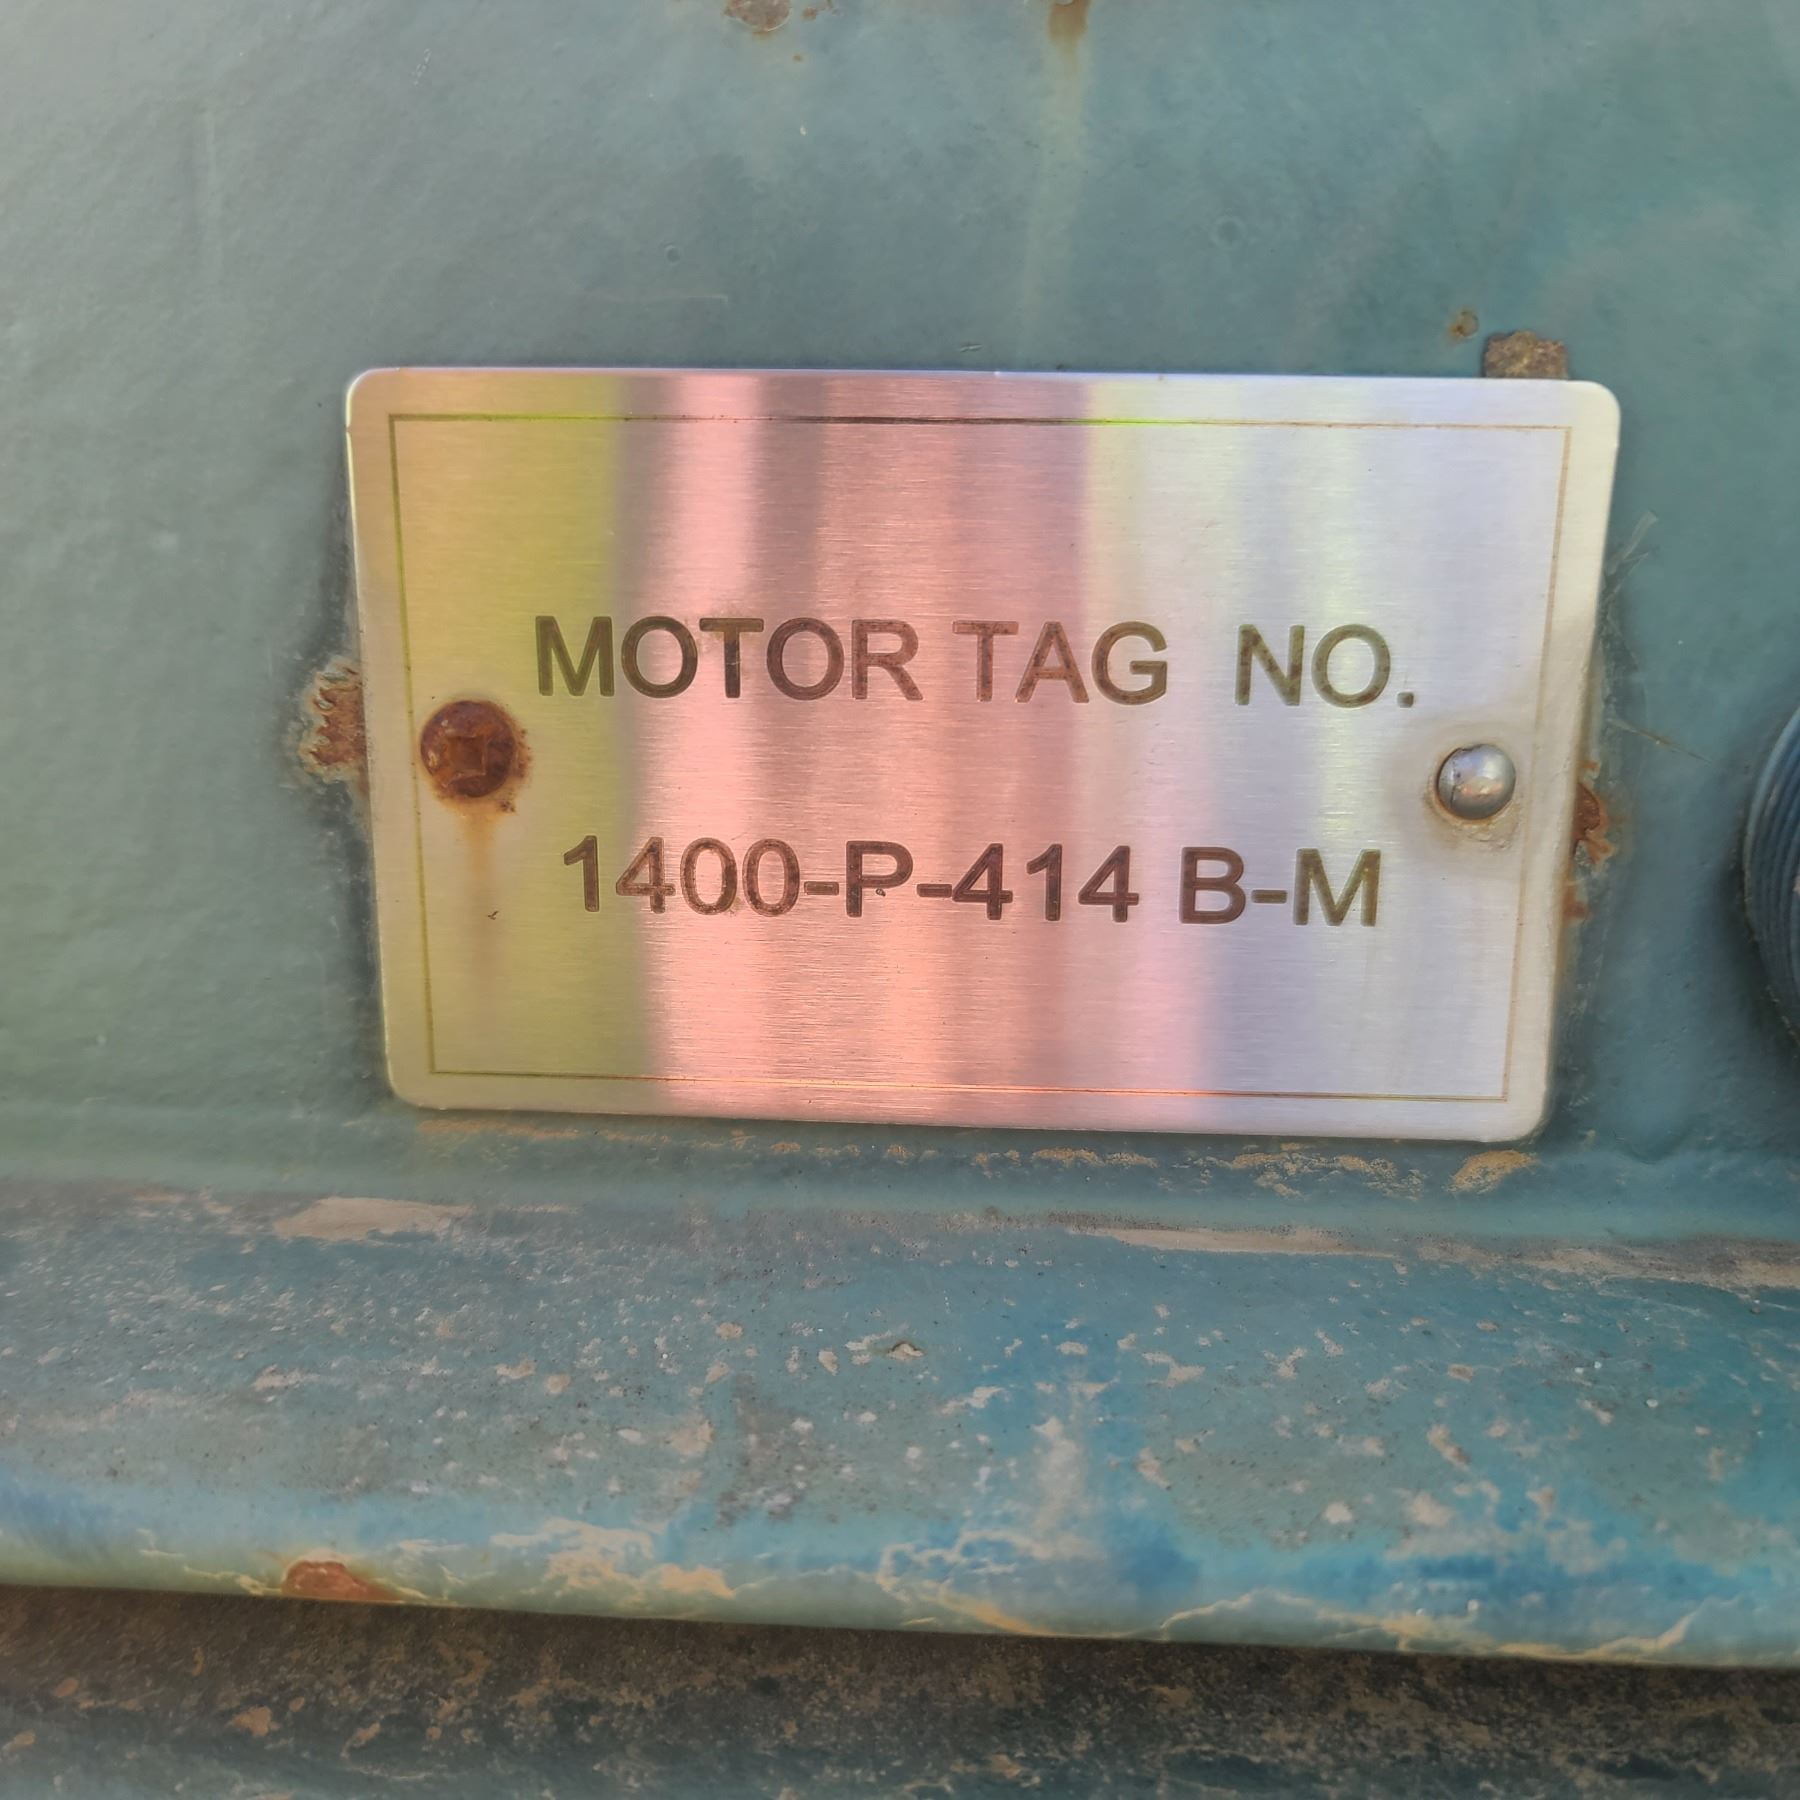 MOTOR TAG NO.
1400-P-414 B-M